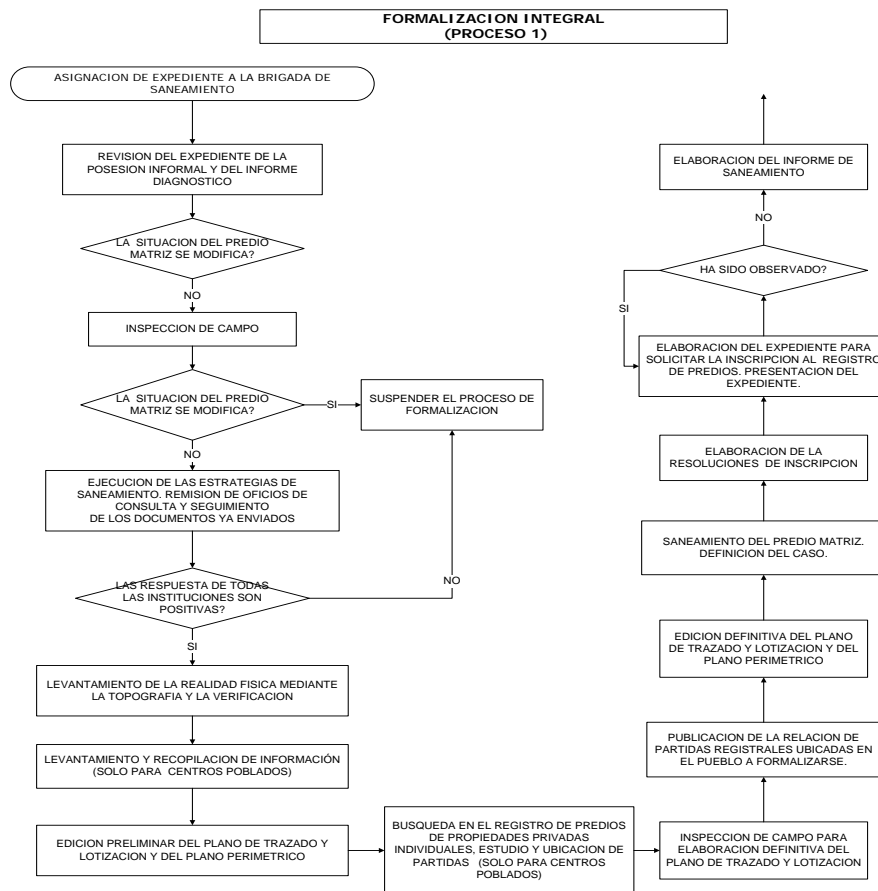 FORMALIZACION INTEGRAL
(PROCESO 1)
ASIGNACION DE EXPEDIENTE A LA BRIGADA DE
SANEAMIENTO
REVISION DEL EXPEDIENTE DE LA
POSESION INFORMAL Y DEL INFORME
DIAGNOSTICO
LA SITUACION DEL PREDIO
MATRIZ SE MODIFICA?
NO
INSPECCION DE CAMPO
LA SITUACION DEL PREDIO
MATRIZ SE MODIFICA?
SI
SUSPENDER EL PROCESO DE
FORMALIZACION
NO
EJECUCION DE LAS ESTRATEGIAS DE
SANEAMIENTO. REMISION DE OFICIOS DE
CONSULTA Y SEGUIMIENTO
DE LOS DOCUMENTOS YA ENVIADOS
LAS RESPUESTA DE TODAS
LAS INSTITUCIONES SON
POSITIVAS?
NO
SI
LEVANTAMIENTO DE LA REALIDAD FISICA MEDIANTE
LA TOPOGRAFIA Y LA VERIFICACION
LEVANTAMIENTO Y RECOPILACION DE INFORMACIÓN
(SOLO PARA CENTROS POBLADOS)
EDICION PRELIMINAR DEL PLANO DE TRAZADO Y
LOTIZACION Y DEL PLANO PERIMETRICO
BUSQUEDA EN EL REGISTRO DE PREDIOS
DE PROPIEDADES PRIVADAS
INDIVIDUALES, ESTUDIO Y UBICACION DE
PARTIDAS (SOLO PARA CENTROS
POBLADOS)
INSPECCION DE CAMPO PARA
ELABORACION DEFINITIVA DEL
PLANO DE TRAZADO Y LOTIZACION
PUBLICACION DE LA RELACION DE
PARTIDAS REGISTRALES UBICADAS EN
EL PUEBLO A FORMALIZARSE.
EDICION DEFINITIVA DEL PLANO
DE TRAZADO Y LOTIZACION Y DEL
PLANO PERIMETRICO
SANEAMIENTO DEL PREDIO MATRIZ.
DEFINICION DEL CASO.
ELABORACION DE LA
RESOLUCIONES DE INSCRIPCION
ELABORACION DEL EXPEDIENTE PARA
SOLICITAR LA INSCRIPCION AL REGISTRO
DE PREDIOS. PRESENTACION DEL
EXPEDIENTE.
SI
HA SIDO OBSERVADO?
NO
ELABORACION DEL INFORME DE
SANEAMIENTO